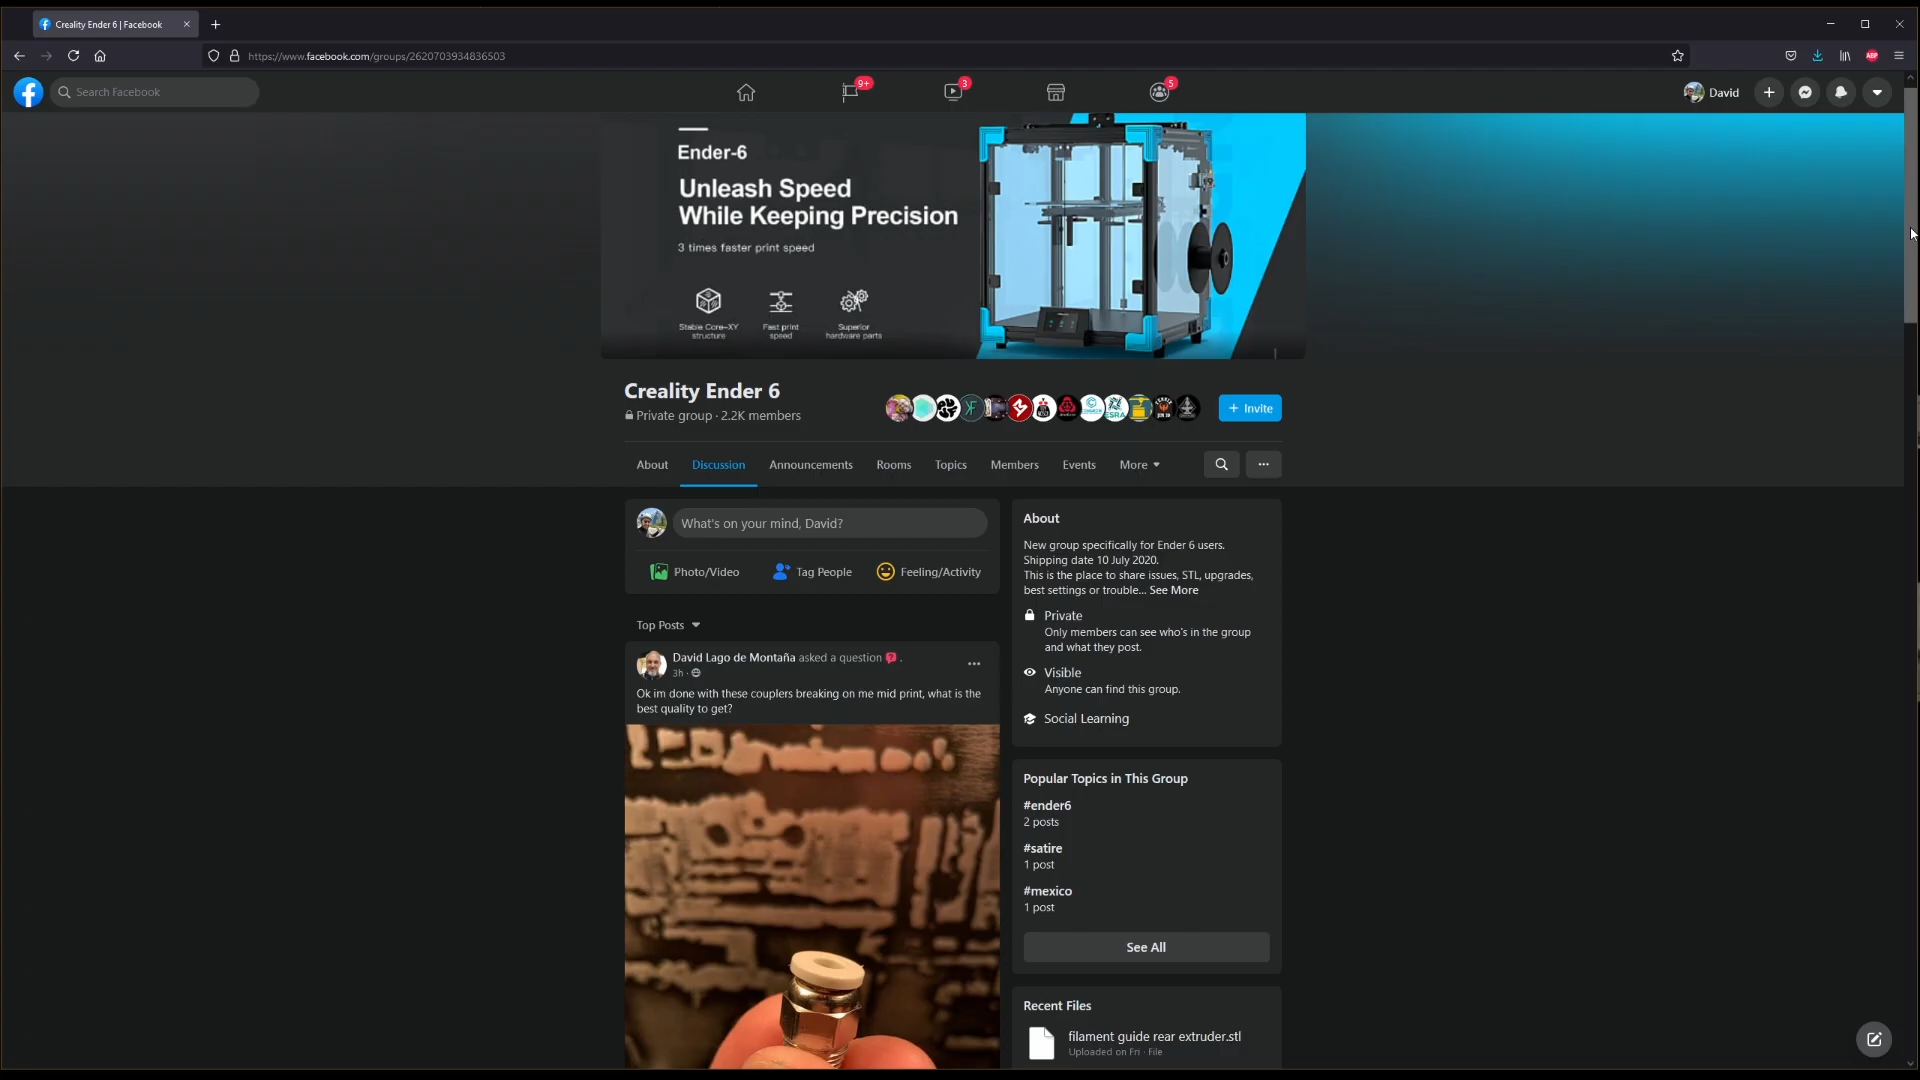 Creality Ender 6 | Facebook
https://www.facebook.com/groups/2620703934836503
ABP
Search Facebook
9+
3
5
David
Ender-6
Unleash Speed
While Keeping Precision
3 times faster print speed
Stable Core-XY
structure
Fast print
speed
Superior
hardware parts
Creality Ender 6
Private group · 2.2K members
+ Invite
About
Discussion
Announcements
Rooms
Topics
Members
Events
More
What's on your mind, David?
Photo/Video
Tag People
Feeling/Activity
Top Posts
David Lago de Montaña asked a question .
3h ·
Ok im done with these couplers breaking on me mid print, what is the
best quality to get?
About
New group specifically for Ender 6 users.
Shipping date 10 July 2020.
This is the place to share issues, STL, upgrades,
best settings or trouble... See More
Private
Only members can see who's in the group
and what they post.
Visible
Anyone can find this group.
Social Learning
Popular Topics in This Group
#ender6
2 posts
#satire
1 post
#mexico
1 post
See All
Recent Files
filament guide rear extruder.stl
Uploaded on Fri · File